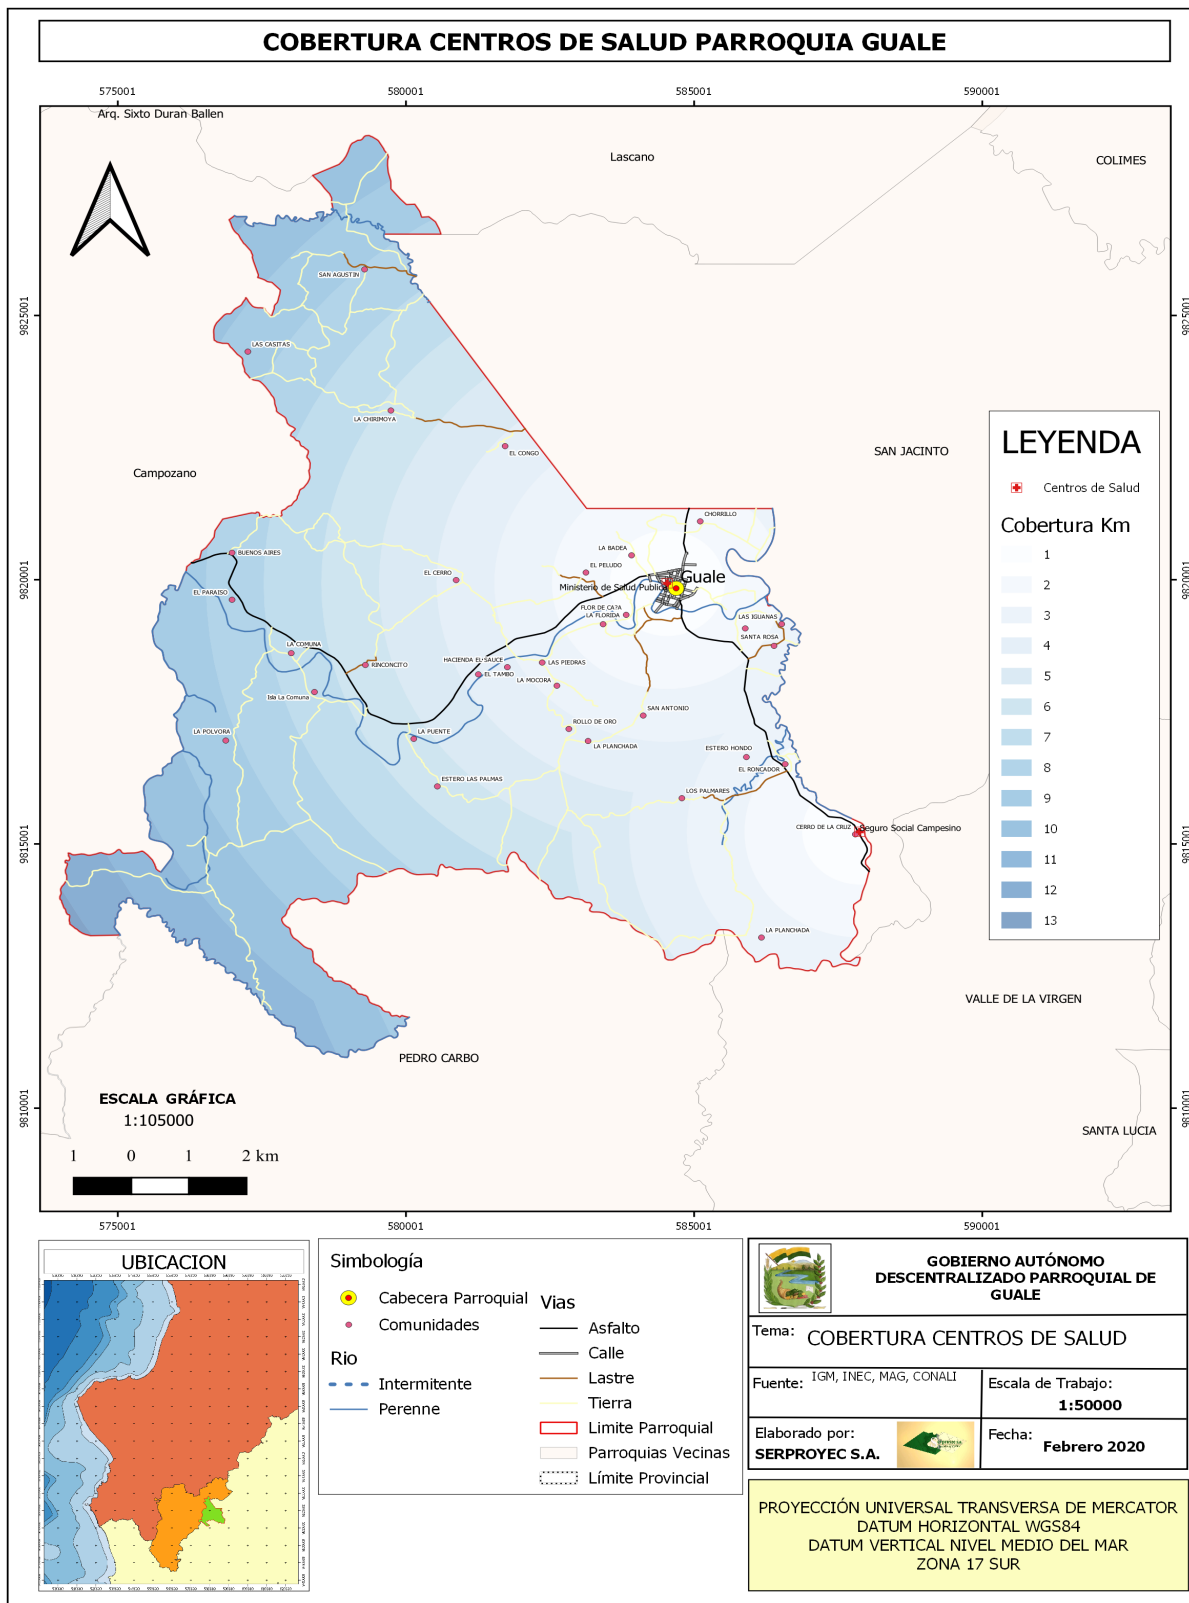 COBERTURA CENTROS DE SALUD PARROQUIA GUALE
575001
580001
585001
590001
Arq. Sixto Duran Ballen
Lascano
COLIMES
SAN AGUSTIN
9825001
9825001
LAS CASITAS
LA CHIRIMOYA
EL CONGO
SAN JACINTO
Campozano
LEYENDA
Centros de Salud
Cobertura Km
1
2
3
4
5
6
7
8
9
10
11
12
13
CHORRILLO
LA BADEA
BUENOS AIRES
EL PELUDO
EL CERRO
Guale
Ministerio de Salud Publica
9820001
9820001
EL PARAISO
FLOR DE CA?A
LA FLORIDA
LAS IGUANAS
SANTA ROSA
LA COMUNA
RINCONCITO
HACIENDA EL SAUCE
LAS PIEDRAS
EL TAMBO
LA MOCORA
Isla La Comuna
SAN ANTONIO
ROLLO DE ORO
LA POLVORA
LA PUENTE
LA PLANCHADA
ESTERO HONDO
EL RONCADOR
ESTERO LAS PALMAS
LOS PALMARES
CERRO DE LA CRUZ
Seguro Social Campesino
9815001
9815001
LA PLANCHADA
VALLE DE LA VIRGEN
PEDRO CARBO
SANTA LUCIA
9810001
9810001
ESCALA GRÁFICA
1:105000
1 0 1 2 km
575001
580001
585001
590001
UBICACION
Simbología
Cabecera Parroquial
Comunidades
Rio
Intermitente
Perenne
Vias
Asfalto
Calle
Lastre
Tierra
Limite Parroquial
Parroquias Vecinas
Límite Provincial
GOBIERNO AUTÓNOMO
DESCENTRALIZADO PARROQUIAL DE
GUALE
Tema: COBERTURA CENTROS DE SALUD
Fuente: IGM, INEC, MAG, CONALI
Escala de Trabajo:
1:50000
Elaborado por:
SERPROYEC S.A.
Fecha: Febrero 2020
PROYECCIÓN UNIVERSAL TRANSVERSA DE MERCATOR
DATUM HORIZONTAL WGS84
DATUM VERTICAL NIVEL MEDIO DEL MAR
ZONA 17 SUR